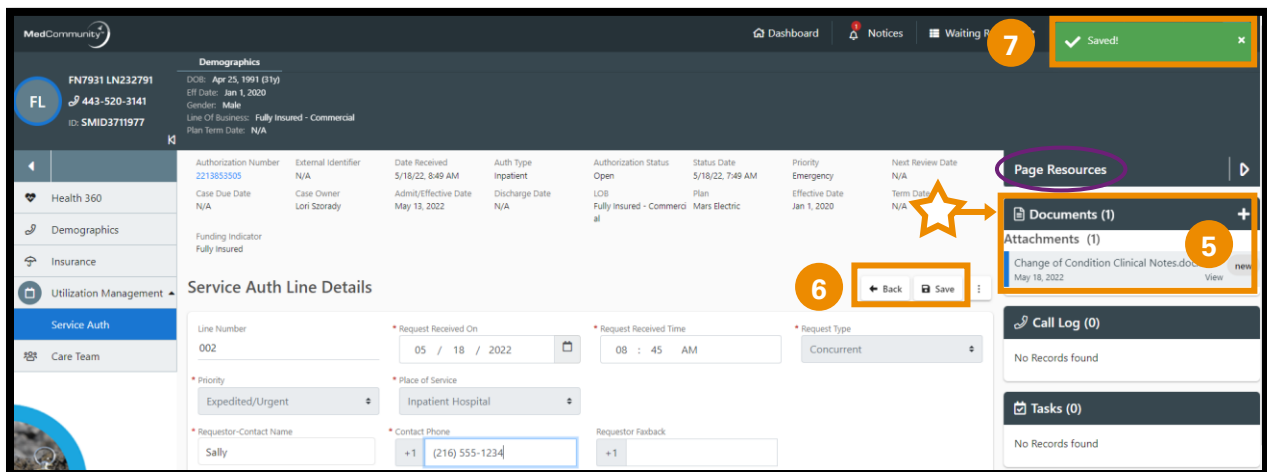 MedCommunity
Dashboard
1
Notices
Waiting R
7
Saved!
×
FL
FN7931 LN232791
443-520-3141
ID: SMID3711977
Demographics
DOB: Apr 25, 1991 (31y)
Eff Date: Jan 1, 2020
Gender: Male
Line Of Business: Fully Insured - Commercial
Plan Term Date: N/A
Health 360
Demographics
Insurance
Utilization Management
Service Auth
Care Team
Authorization Number External Identifier Date Received Auth Type Authorization Status Status Date Priority Next Review Date
2213853505 N/A 5/18/22, 8:49 AM Inpatient Open 5/18/22, 7:49 AM Emergency N/A
Case Due Date Case Owner Admit/Effective Date Discharge Date LOB Plan Effective Date Term Date
N/A Lori Szorady May 13, 2022 N/A Fully Insured - Commerci Mars Electric Jan 1, 2020 N/A
al
Funding Indicator
Fully Insured
Service Auth Line Details
6
Back Save
Line Number * Request Received On * Request Received Time * Request Type
002 05 / 18 / 2022 08 : 45 AM Concurrent
* Priority * Place of Service
Expedited/Urgent Inpatient Hospital
* Requestor-Contact Name * Contact Phone Requestor Faxback
Sally +1 (216) 555-1234 +1
Page Resources
Documents (1) +
Attachments (1)
5
Change of Condition Clinical Notes.doc
new
May 18, 2022 View
Call Log (0)
No Records found
Tasks (0)
No Records found